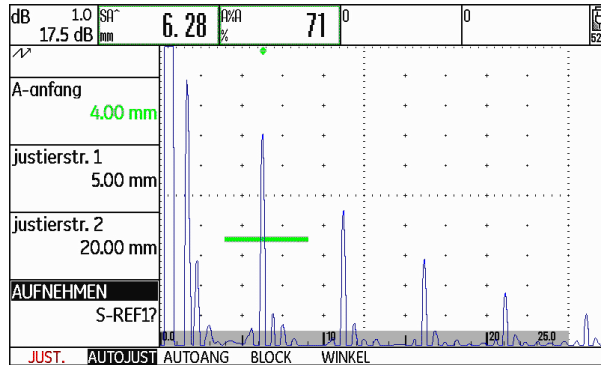 dB 1.0 SA^ 6.28 A%A 71 0 0
17.5 dB mm % 52
A-anfang
4.00 mm
justierstr. 1
5.00 mm
justierstr. 2
20.00 mm
AUFNEHMEN
S-REF1?
0.0 10 20 25.0
JUST. AUTOJUST AUTOANG BLOCK WINKEL